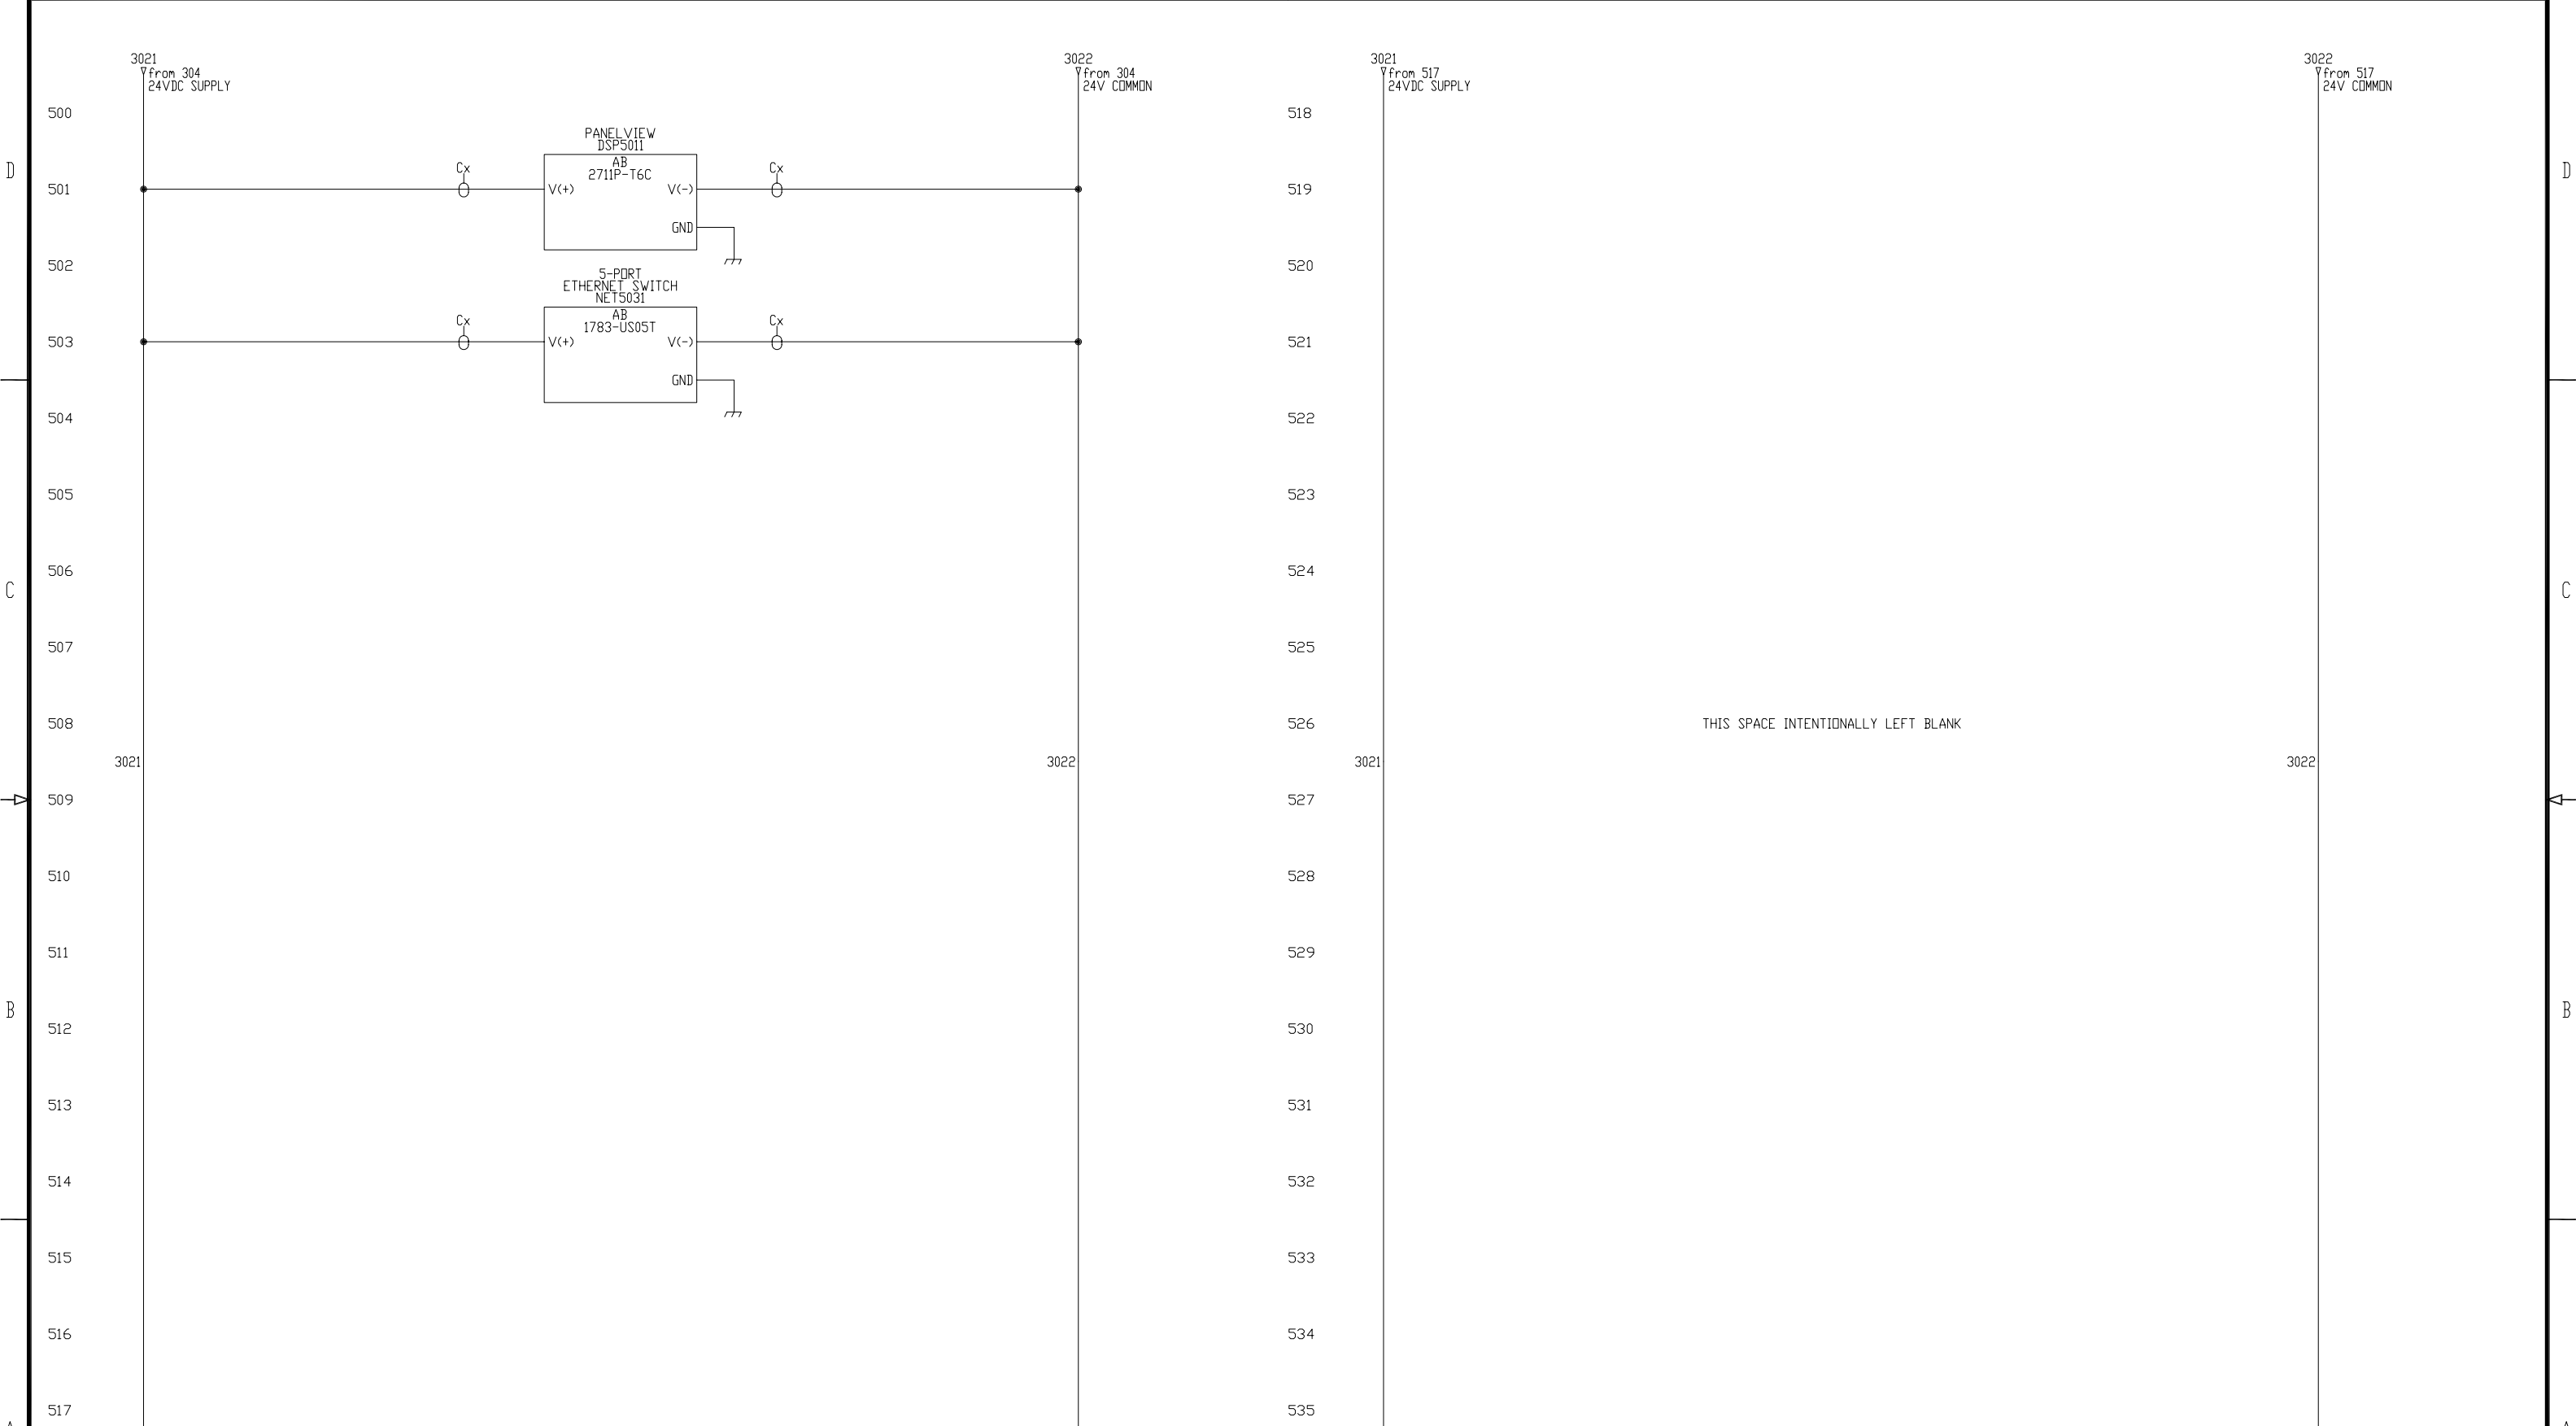 3021
from 304
24VDC SUPPLY
3022
from 304
24V COMMON
500
PANELVIEW
DSP5011
AB
2711P-T6C
D
Cx
Cx
501
V(+)
V(-)
GND
502
5-PORT
ETHERNET SWITCH
NET5031
AB
1783-US05T
Cx
Cx
503
V(+)
V(-)
GND
504
505
506
C
507
508
3021
3022
509
510
511
B
512
513
514
515
516
517
3021
from 517
24VDC SUPPLY
3022
from 517
24V COMMON
518
D
519
520
521
522
523
524
C
525
526
THIS SPACE INTENTIONALLY LEFT BLANK
3021
3022
527
528
529
B
530
531
532
533
534
535